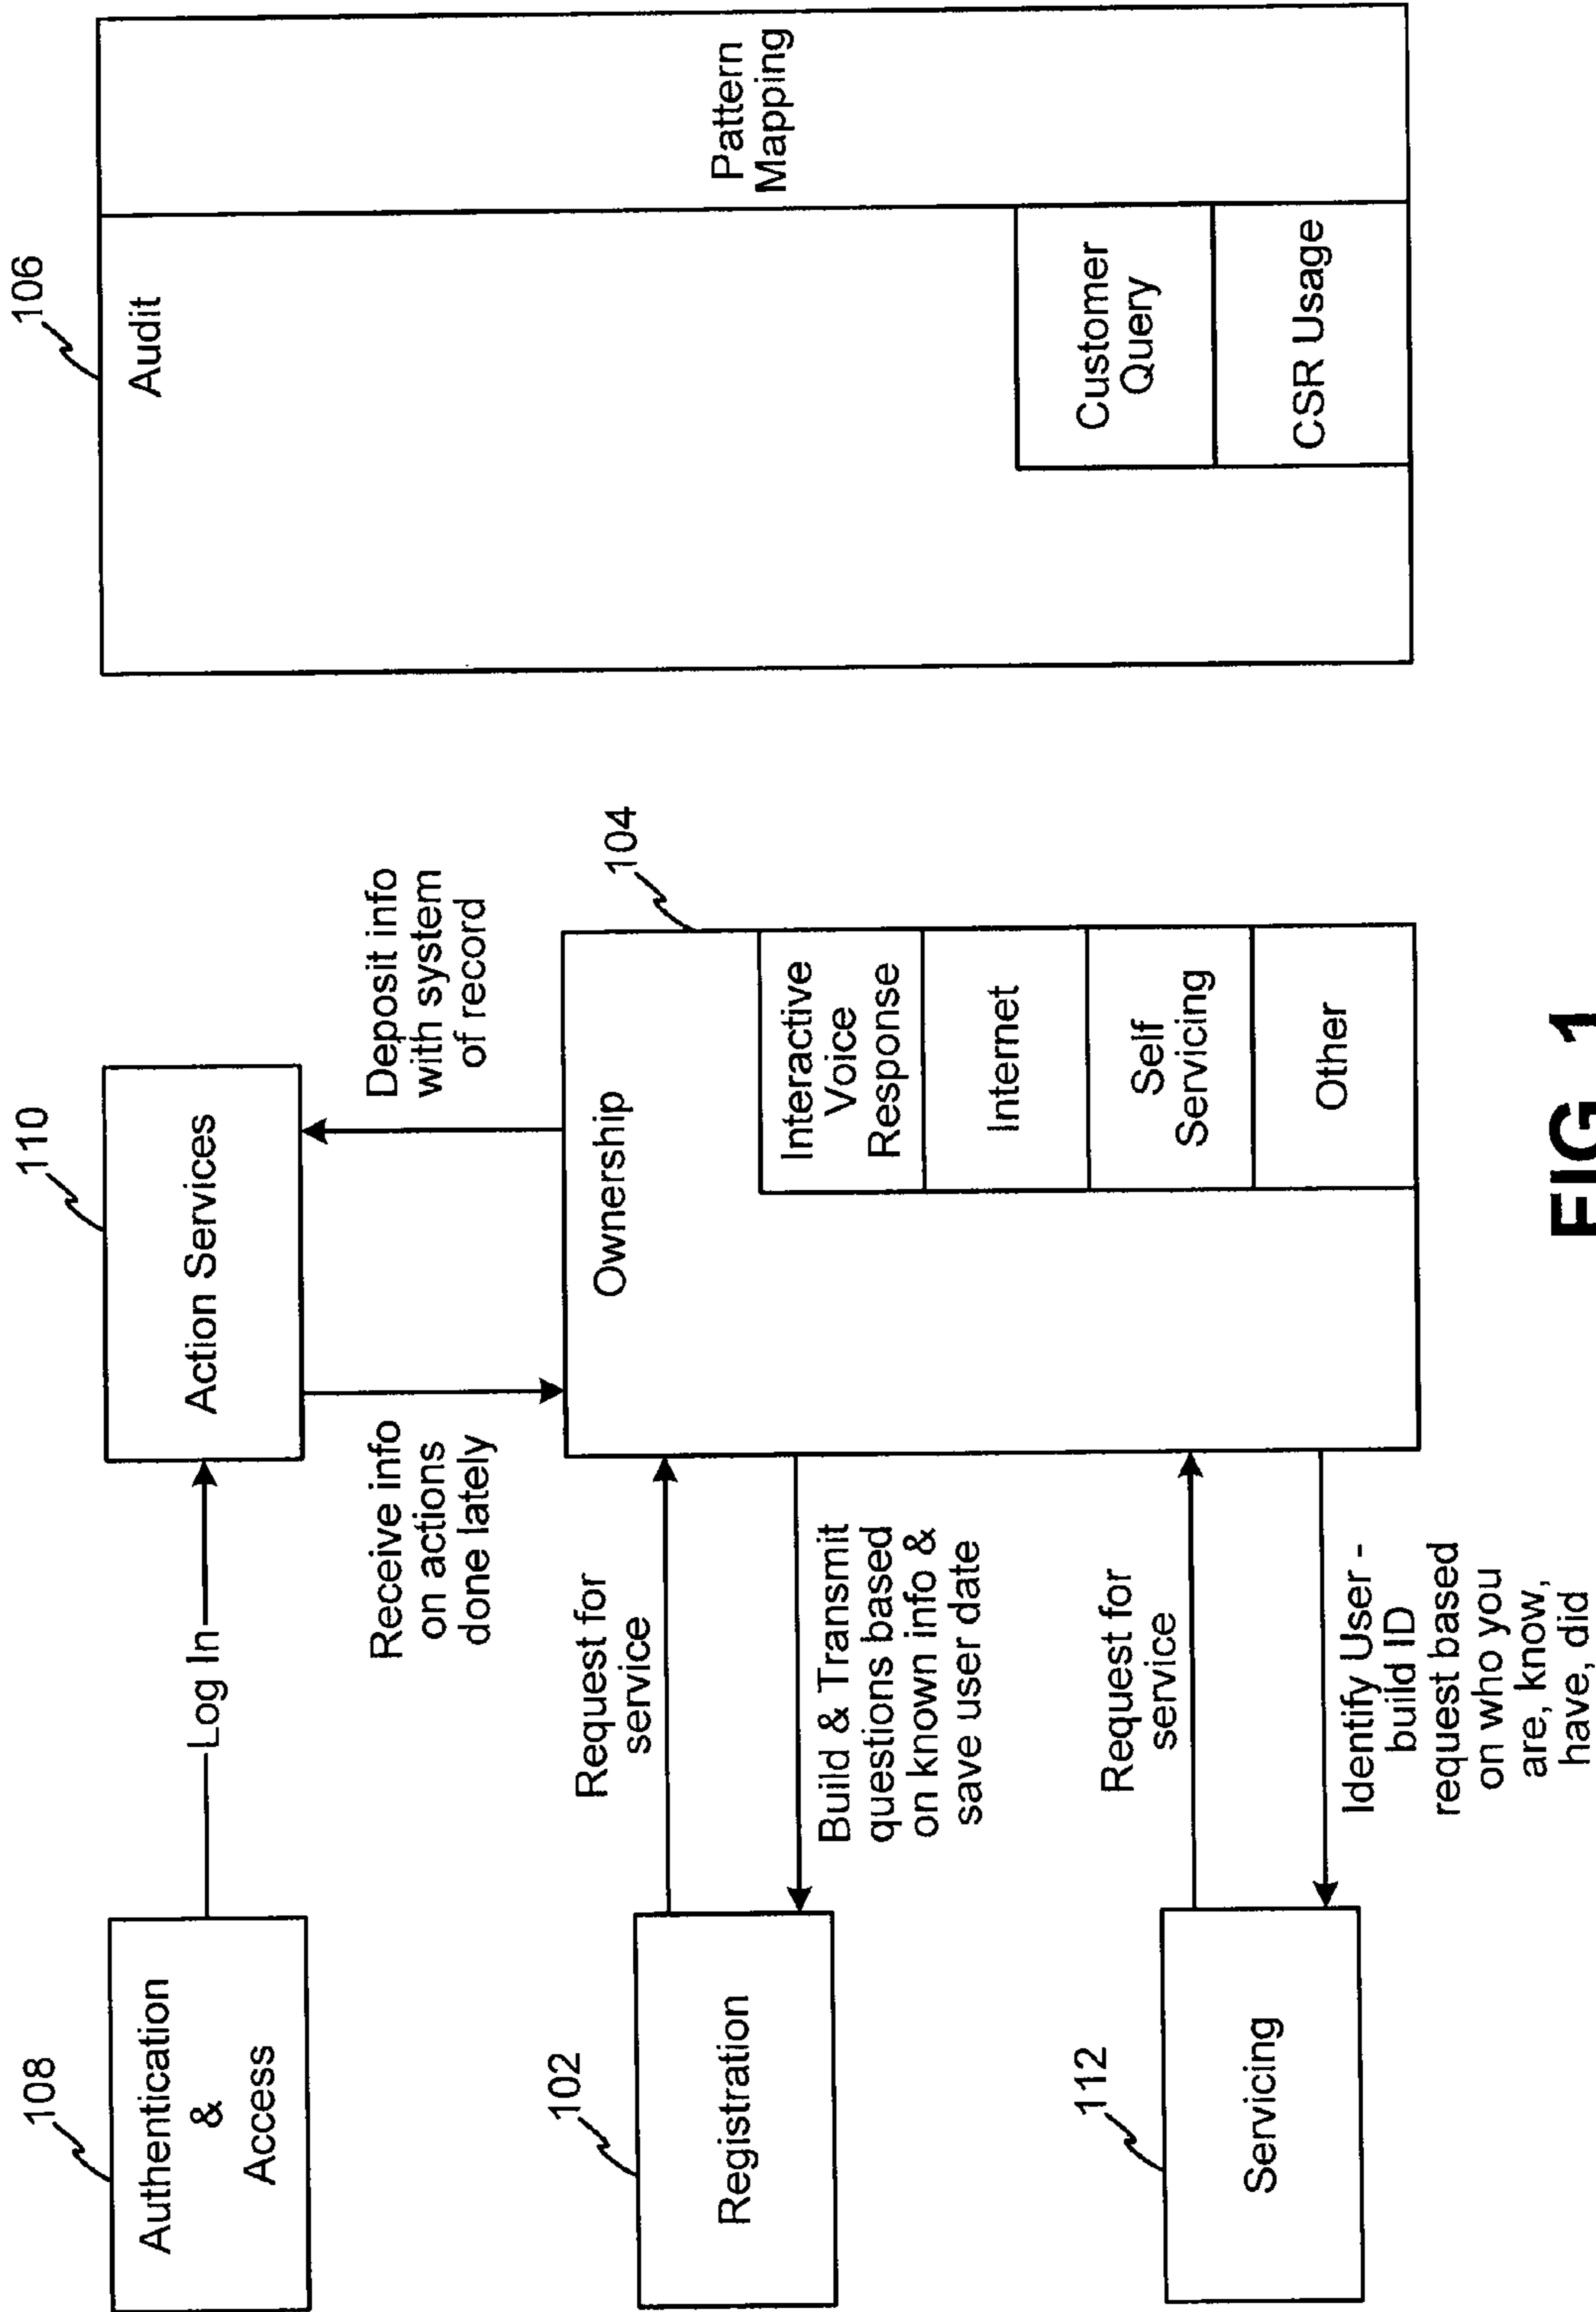 108
Authentication
&
Access
Log In
110
Action Services
Receive info
on actions
done lately
Deposit info
with system
of record
102
Registration
Request for
service
Build & Transmit
questions based
on known info &
save user date
112
Servicing
Request for
service
Identify User -
build ID
request based
on who you
are, know,
have, did
104
Ownership
Interactive
Voice
Response
Internet
Self
Servicing
Other
106
Audit
Pattern
Mapping
Customer
Query
CSR Usage
FIG 1